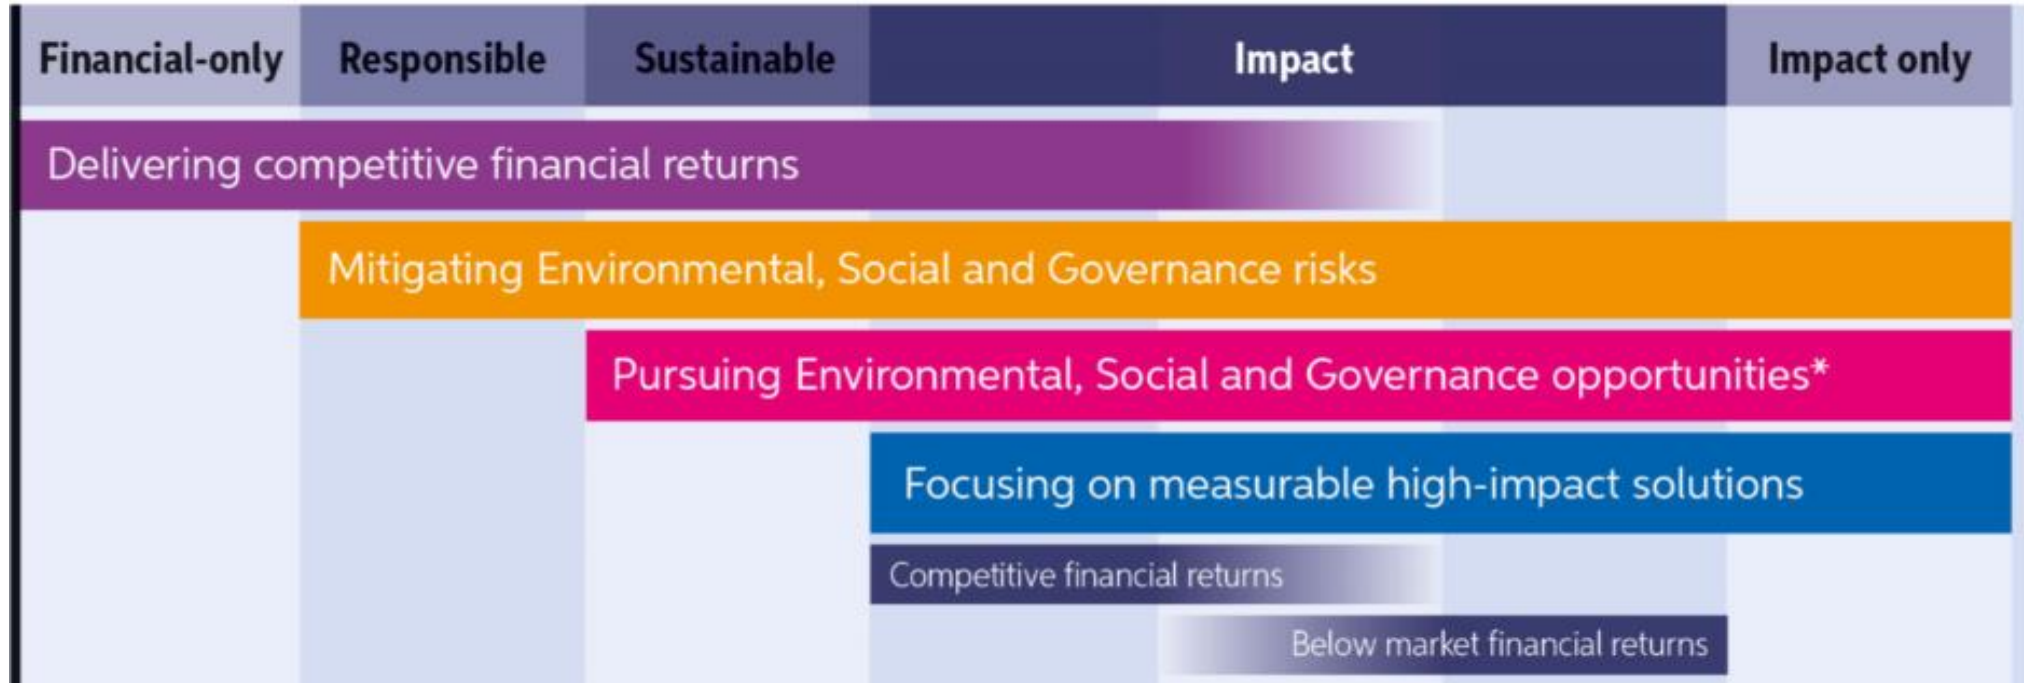 Financial-only Responsible Sustainable Impact Impact only
Delivering competitive financial returns
Mitigating Environmental, Social and Governance risks
Pursuing Environmental, Social and Governance opportunities*
Focusing on measurable high-impact solutions
Competitive financial returns
Below market financial returns